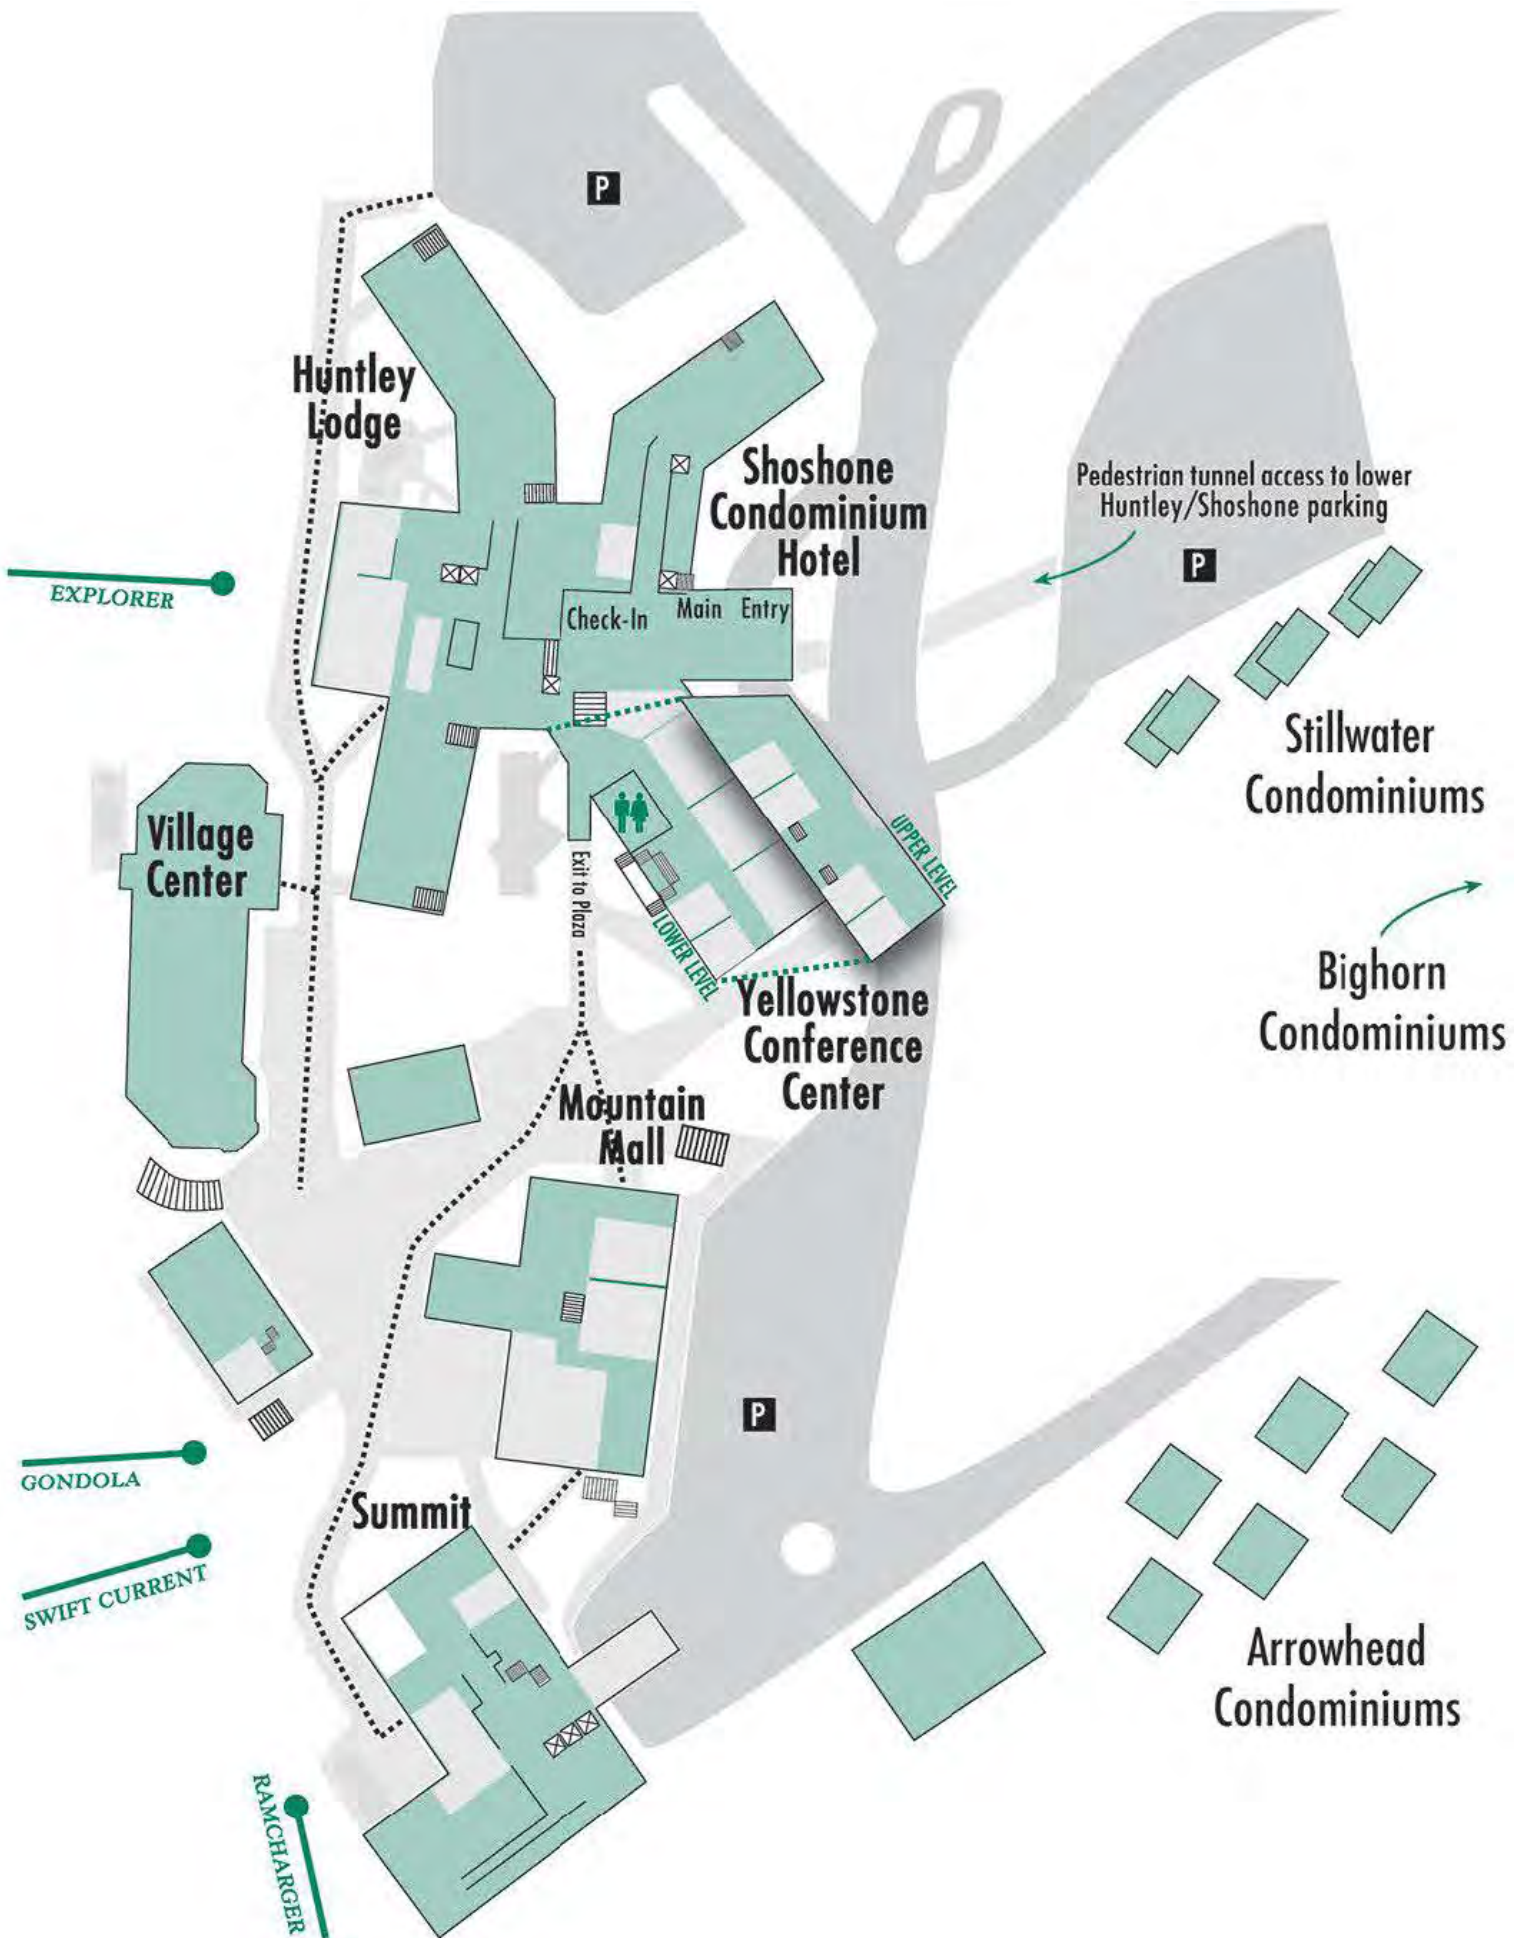 P
Huntley
Lodge
Shoshone
Condominium
Hotel
Pedestrian tunnel access to lower
Huntley/Shoshone parking
P
EXPLORER
Check-In
Main Entry
Stillwater
Condominiums
Village
Center
UPPER LEVEL
Exit to Plaza
LOWER LEVEL
Bighorn
Condominiums
Yellowstone
Conference
Center
Mountain
Mall
P
GONDOLA
Summit
SWIFT CURRENT
Arrowhead
Condominiums
RAMCHARGER